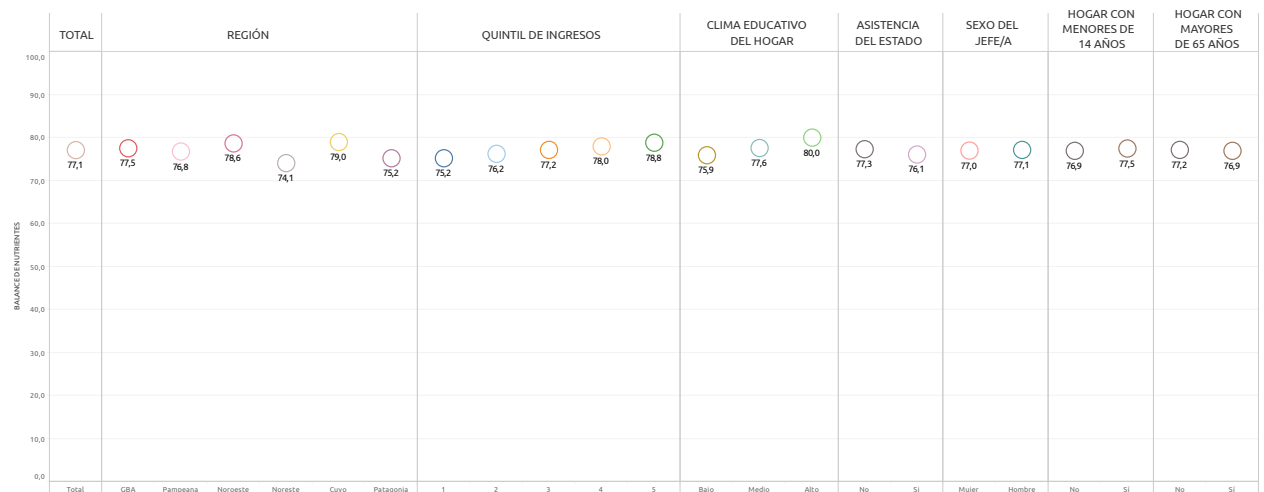 TOTAL
REGIÓN
QUINTIL DE INGRESOS
CLIMA EDUCATIVO
DEL HOGAR
ASISTENCIA
DEL ESTADO
SEXO DEL
JEFE/A
HOGAR CON
MENORES DE
14 AÑOS
HOGAR CON
MAYORES
DE 65 AÑOS
100,0
90,0
80,0
70,0
60,0
50,0
40,0
30,0
20,0
10,0
0,0
BALANCE DE NUTRIENTES
77,1
77,5
76,8
78,6
74,1
79,0
75,2
75,2
76,2
77,2
78,0
78,8
75,9
77,6
80,0
77,3
76,1
77,0
77,1
76,9
77,5
77,2
76,9
Total
GBA
Pampeana
Noroeste
Noreste
Cuyo
Patagonia
1
2
3
4
5
Bajo
Medio
Alto
No
Sí
Mujer
Hombre
No
Sí
No
Sí